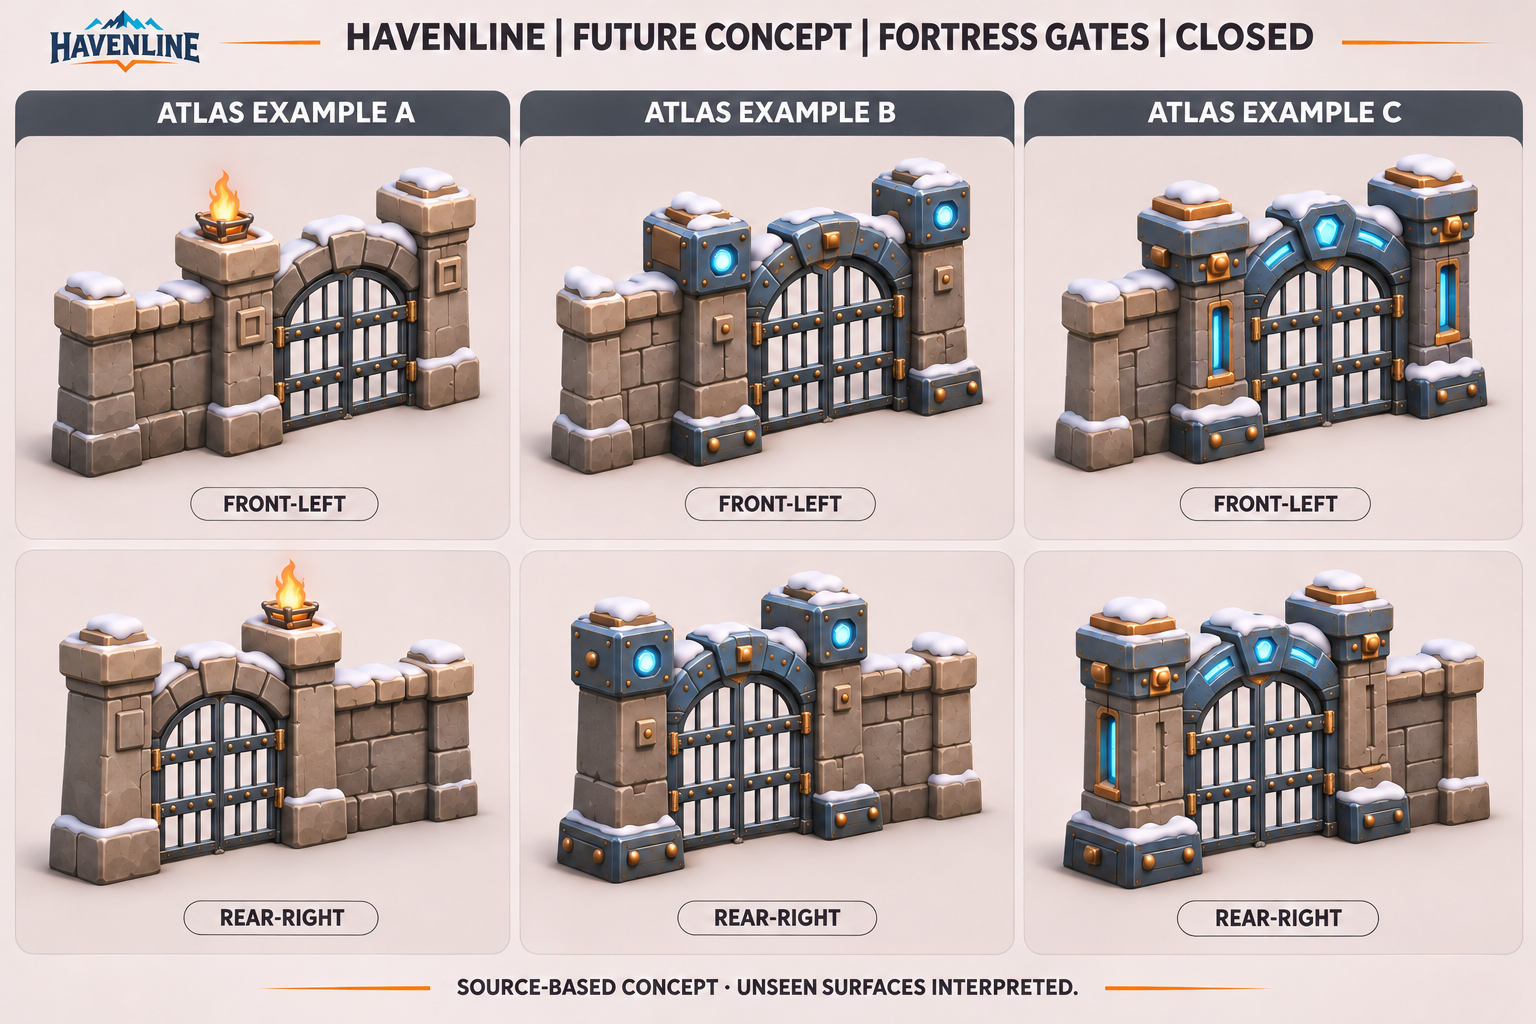 HAVENLINE
HAVENLINE | FUTURE CONCEPT | FORTRESS GATES | CLOSED
ATLAS EXAMPLE A
ATLAS EXAMPLE B
ATLAS EXAMPLE C
FRONT-LEFT
FRONT-LEFT
FRONT-LEFT
REAR-RIGHT
REAR-RIGHT
REAR-RIGHT
SOURCE-BASED CONCEPT · UNSEEN SURFACES INTERPRETED.